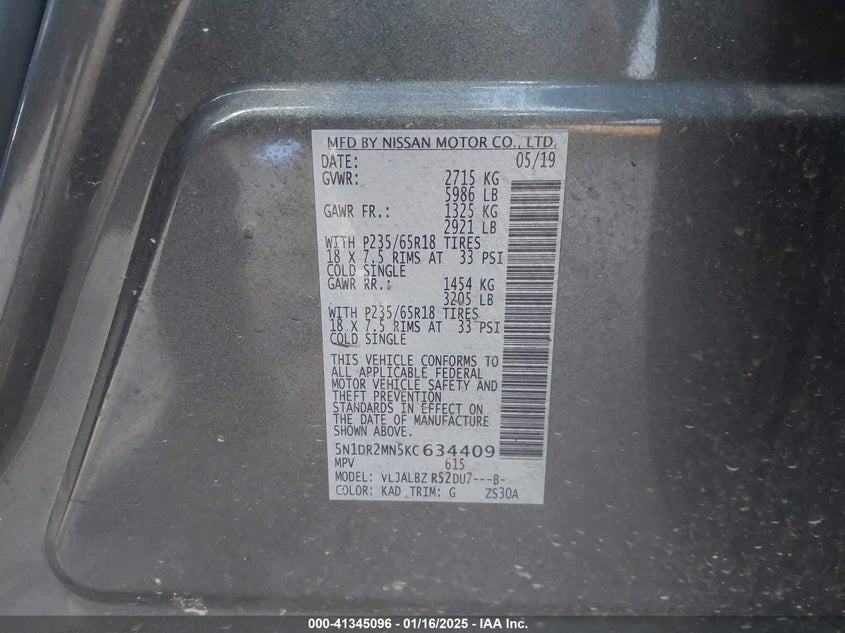 MFD BY NISSAN MOTOR CO., LTD.
DATE: 05/19
GVWR: 2715 KG
5986 LB
GAWR FR.: 1325 KG
2921 LB
WITH P235/65R18 TIRES
18 X 7.5 RIMS AT 33 PSI
COLD SINGLE
GAWR RR.: 1454 KG
3205 LB
WITH P235/65R18 TIRES
18 X 7.5 RIMS AT 33 PSI
COLD SINGLE
THIS VEHICLE CONFORMS TO
ALL APPLICABLE FEDERAL
MOTOR VEHICLE SAFETY AND
THEFT PREVENTION
STANDARDS IN EFFECT ON
THE DATE OF MANUFACTURE
SHOWN ABOVE.
5N1DR2MN5KC634409
MPV 615
MODEL: VLJALBZ R52DU7---B-
COLOR: KAD TRIM: G ZS30A
000-41345096 - 01/16/2025 - IAA Inc.